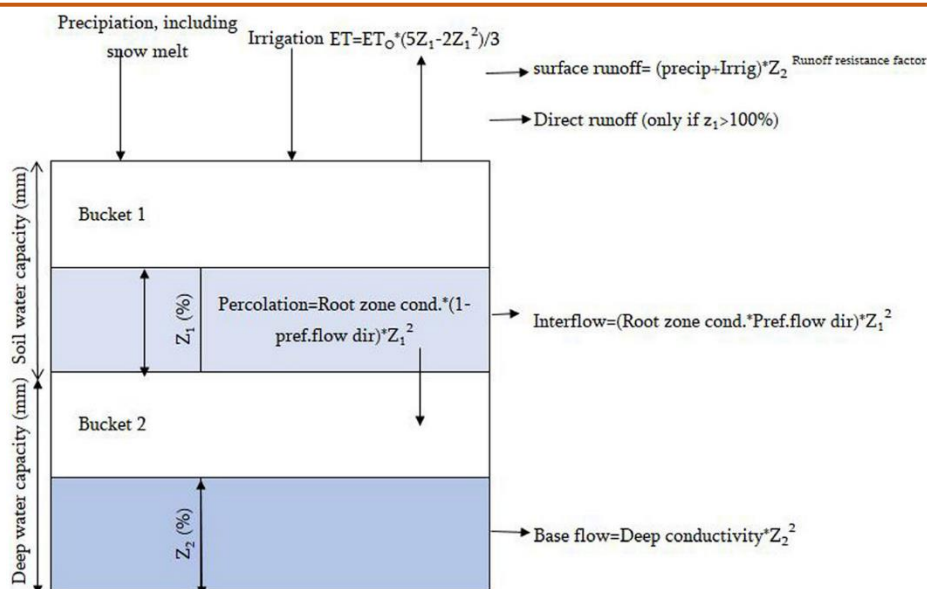 Precipiation, including
snow melt
Irrigation ET=ET₀*(5Z₁-2Z₁²)/3
surface runoff= (precip+Irrig)*Z₂ ᴿᵘⁿᵒᶠᶠ ʳᵉˢⁱˢᵗᵃⁿᶜᵉ ᶠᵃᶜᵗᵒʳ
Direct runoff (only if z₁>100%)
Soil water capacity (mm)
Bucket 1
Z₁ (%)
Percolation=Root zone cond.*(1-
pref.flow dir)*Z₁²
Interflow=(Root zone cond.*Pref.flow dir)*Z₁²
Deep water capacity (mm)
Bucket 2
Z₂ (%)
Base flow=Deep conductivity*Z₂²